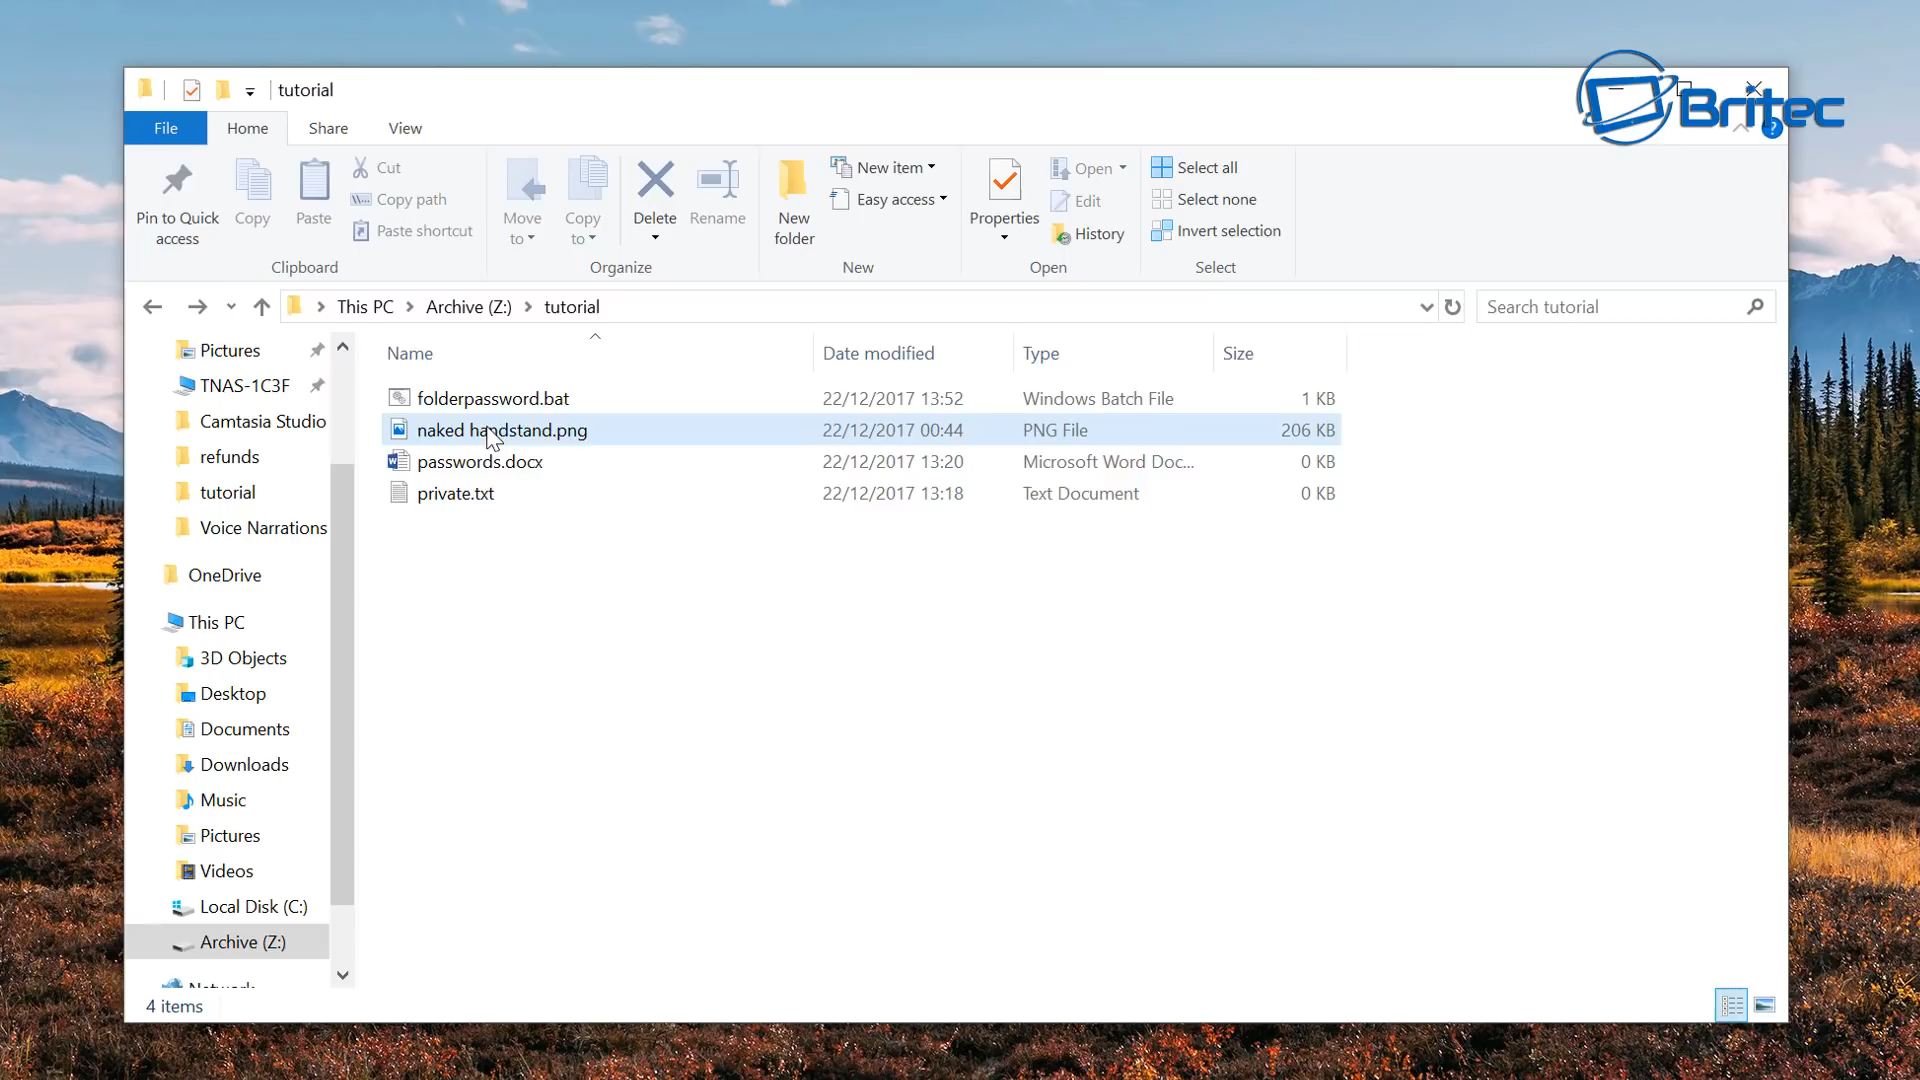 Britec
tutorial
File Home Share View
Pin to Quick access
Copy
Paste
Cut
Copy path
Paste shortcut
Clipboard
Move to
Copy to
Delete
Rename
Organize
New folder
New item
Easy access
New
Properties
Open
Edit
History
Open
Select all
Select none
Invert selection
Select
This PC Archive (Z:) tutorial
Search tutorial
Name Date modified Type Size
folderpassword.bat 22/12/2017 13:52 Windows Batch File 1 KB
naked handstand.png 22/12/2017 00:44 PNG File 206 KB
passwords.docx 22/12/2017 13:20 Microsoft Word Doc... 0 KB
private.txt 22/12/2017 13:18 Text Document 0 KB
Pictures
TNAS-1C3F
Camtasia Studio
refunds
tutorial
Voice Narrations
OneDrive
This PC
3D Objects
Desktop
Documents
Downloads
Music
Pictures
Videos
Local Disk (C:)
Archive (Z:)
Network
4 items